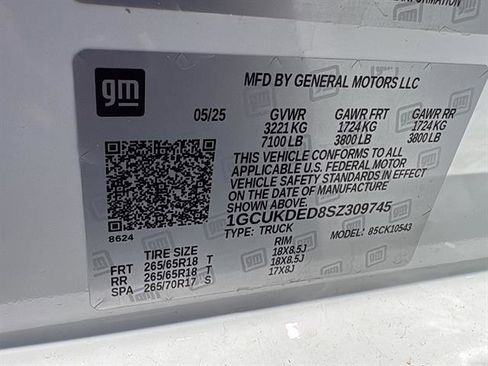 INFORMATION
gm
MFD BY GENERAL MOTORS LLC
05/25 GVWR GAWR FRT GAWR RR
3221 KG 1724 KG 1724 KG
7100 LB 3800 LB 3800 LB
THIS VEHICLE CONFORMS TO ALL
APPLICABLE U.S. FEDERAL MOTOR
VEHICLE SAFETY STANDARDS IN EFFECT
ON THE DATE OF MANUFACTURE
SHOWN ABOVE.
1GCUKDED8SZ309745
8624
TYPE: TRUCK MODEL: 85CK10543
TIRE SIZE RIM
FRT 265/65R18 T 18X8.5J
RR 265/65R18 T 18X8.5J
SPA 265/70R17 S 17X8J